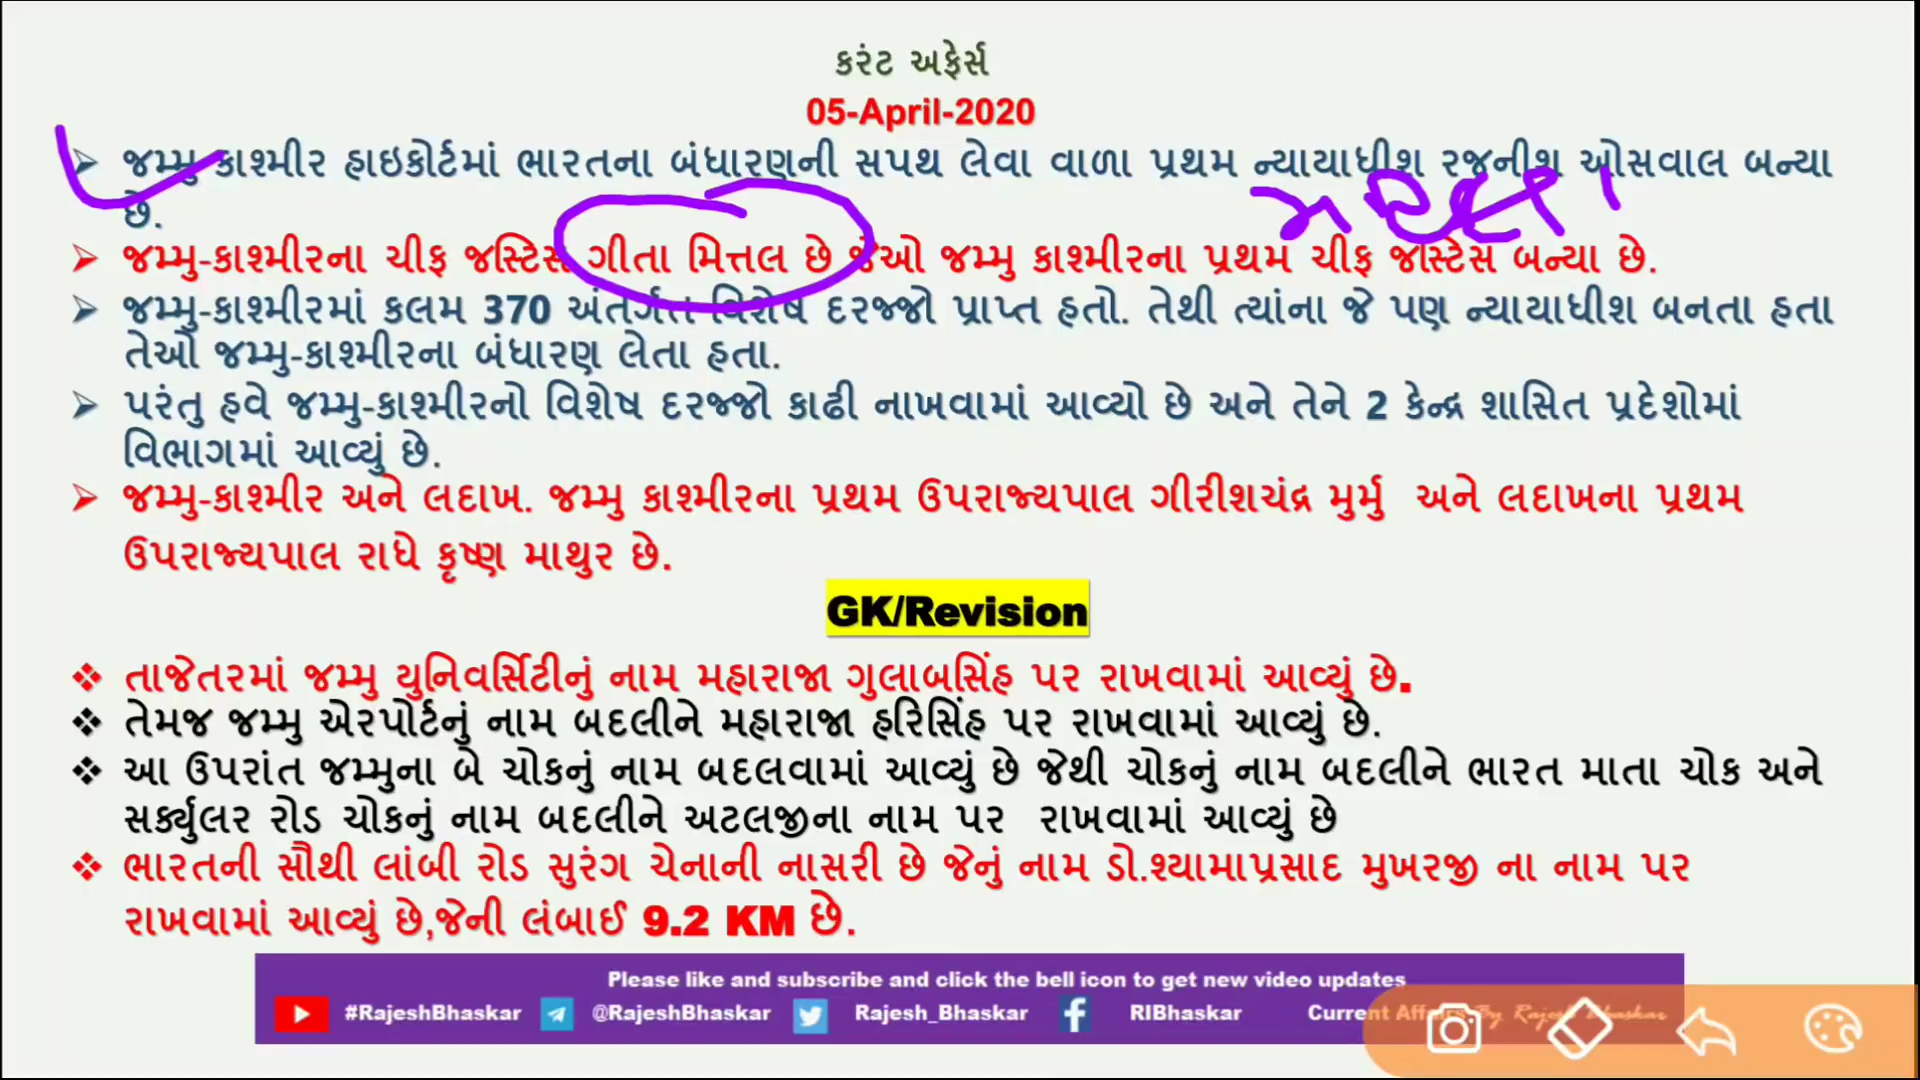 કરંટ અફેર્સ
05-April-2020
➢ જમ્મુ-કાશ્મીર હાઇકોર્ટમાં ભારતના બંધારણની સપથ લેવા વાળા પ્રથમ ન્યાયાધીશ રજનીશ ઓસવાલ બન્યા
છે.
મહિલા
➢ જમ્મુ-કાશ્મીરના ચીફ જસ્ટિસ ગીતા મિત્તલ છે જેઓ જમ્મુ કાશ્મીરના પ્રથમ ચીફ જસ્ટિસ બન્યા છે.
➢ જમ્મુ-કાશ્મીરમાં કલમ 370 અંતર્ગત વિશેષ દરજ્જો પ્રાપ્ત હતો. તેથી ત્યાંના જે પણ ન્યાયાધીશ બનતા હતા
તેઓ જમ્મુ-કાશ્મીરના બંધારણ લેતા હતા.
➢ પરંતુ હવે જમ્મુ-કાશ્મીરનો વિશેષ દરજ્જો કાઢી નાખવામાં આવ્યો છે અને તેને 2 કેન્દ્ર શાસિત પ્રદેશોમાં
વિભાગમાં આવ્યું છે.
➢ જમ્મુ-કાશ્મીર અને લદાખ. જમ્મુ કાશ્મીરના પ્રથમ ઉપરાજ્યપાલ ગીરીશચંદ્ર મુર્મુ અને લદાખના પ્રથમ
ઉપરાજ્યપાલ રાધે કૃષ્ણ માથુર છે.
GK/Revision
❖ તાજેતરમાં જમ્મુ યુનિવર્સિટીનું નામ મહારાજા ગુલાબસિંહ પર રાખવામાં આવ્યું છે.
❖ તેમજ જમ્મુ એરપોર્ટનું નામ બદલીને મહારાજા હરિસિંહ પર રાખવામાં આવ્યું છે.
❖ આ ઉપરાંત જમ્મુના બે ચોકનું નામ બદલવામાં આવ્યું છે જેથી ચોકનું નામ બદલીને ભારત માતા ચોક અને
સર્ક્યુલર રોડ ચોકનું નામ બદલીને અટલજીના નામ પર રાખવામાં આવ્યું છે
❖ ભારતની સૌથી લાંબી રોડ સુરંગ ચેનાની નાસરી છે જેનું નામ ડો.શ્યામાપ્રસાદ મુખરજી ના નામ પર
રાખવામાં આવ્યું છે,જેની લંબાઈ 9.2 KM છે.
Please like and subscribe and click the bell icon to get new video updates
#RajeshBhaskar @RajeshBhaskar Rajesh_Bhaskar RIBhaskar Current Affairs By Rajesh Bhaskar